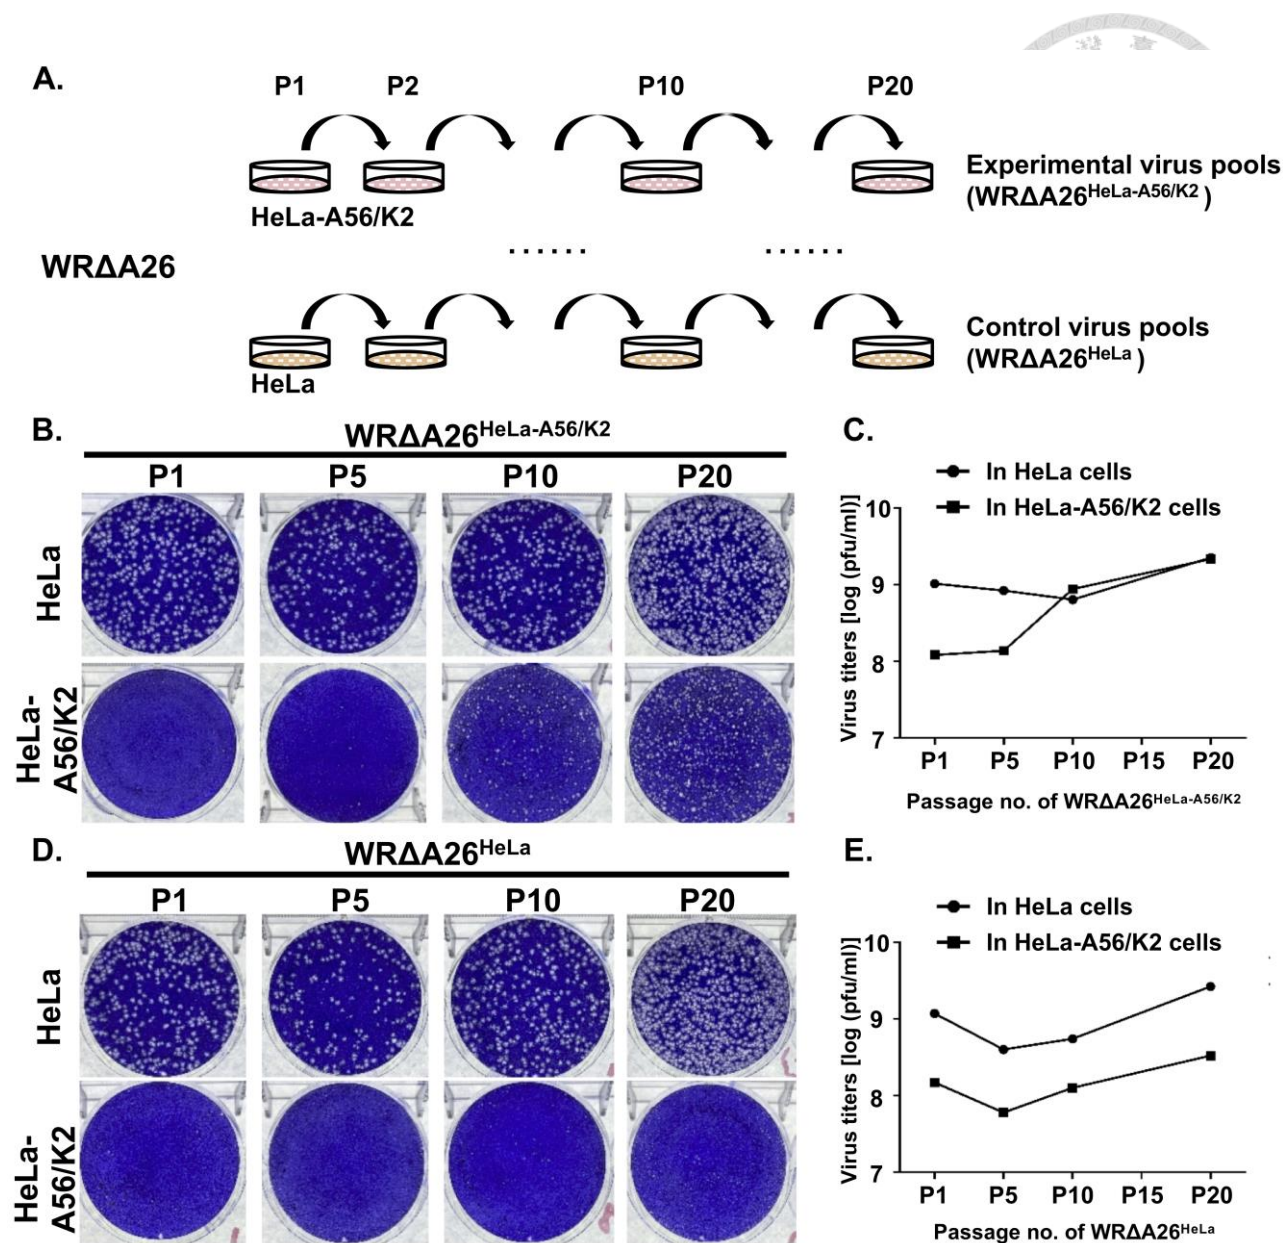 A.
P1 P2 P10 P20
Experimental virus pools
(WRΔA26HeLa-A56/K2 )
HeLa-A56/K2
......
......
WRΔA26
Control virus pools
(WRΔA26HeLa )
HeLa
B.
WRΔA26HeLa-A56/K2
P1 P5 P10 P20
HeLa
HeLa-
A56/K2
C.
In HeLa cells
In HeLa-A56/K2 cells
Virus titers [log (pfu/ml)]
10
9
8
7
P1 P5 P10 P15 P20
Passage no. of WRΔA26HeLa-A56/K2
D.
WRΔA26HeLa
P1 P5 P10 P20
HeLa
HeLa-
A56/K2
E.
In HeLa cells
In HeLa-A56/K2 cells
Virus titers [log (pfu/ml)]
10
9
8
7
P1 P5 P10 P15 P20
Passage no. of WRΔA26HeLa